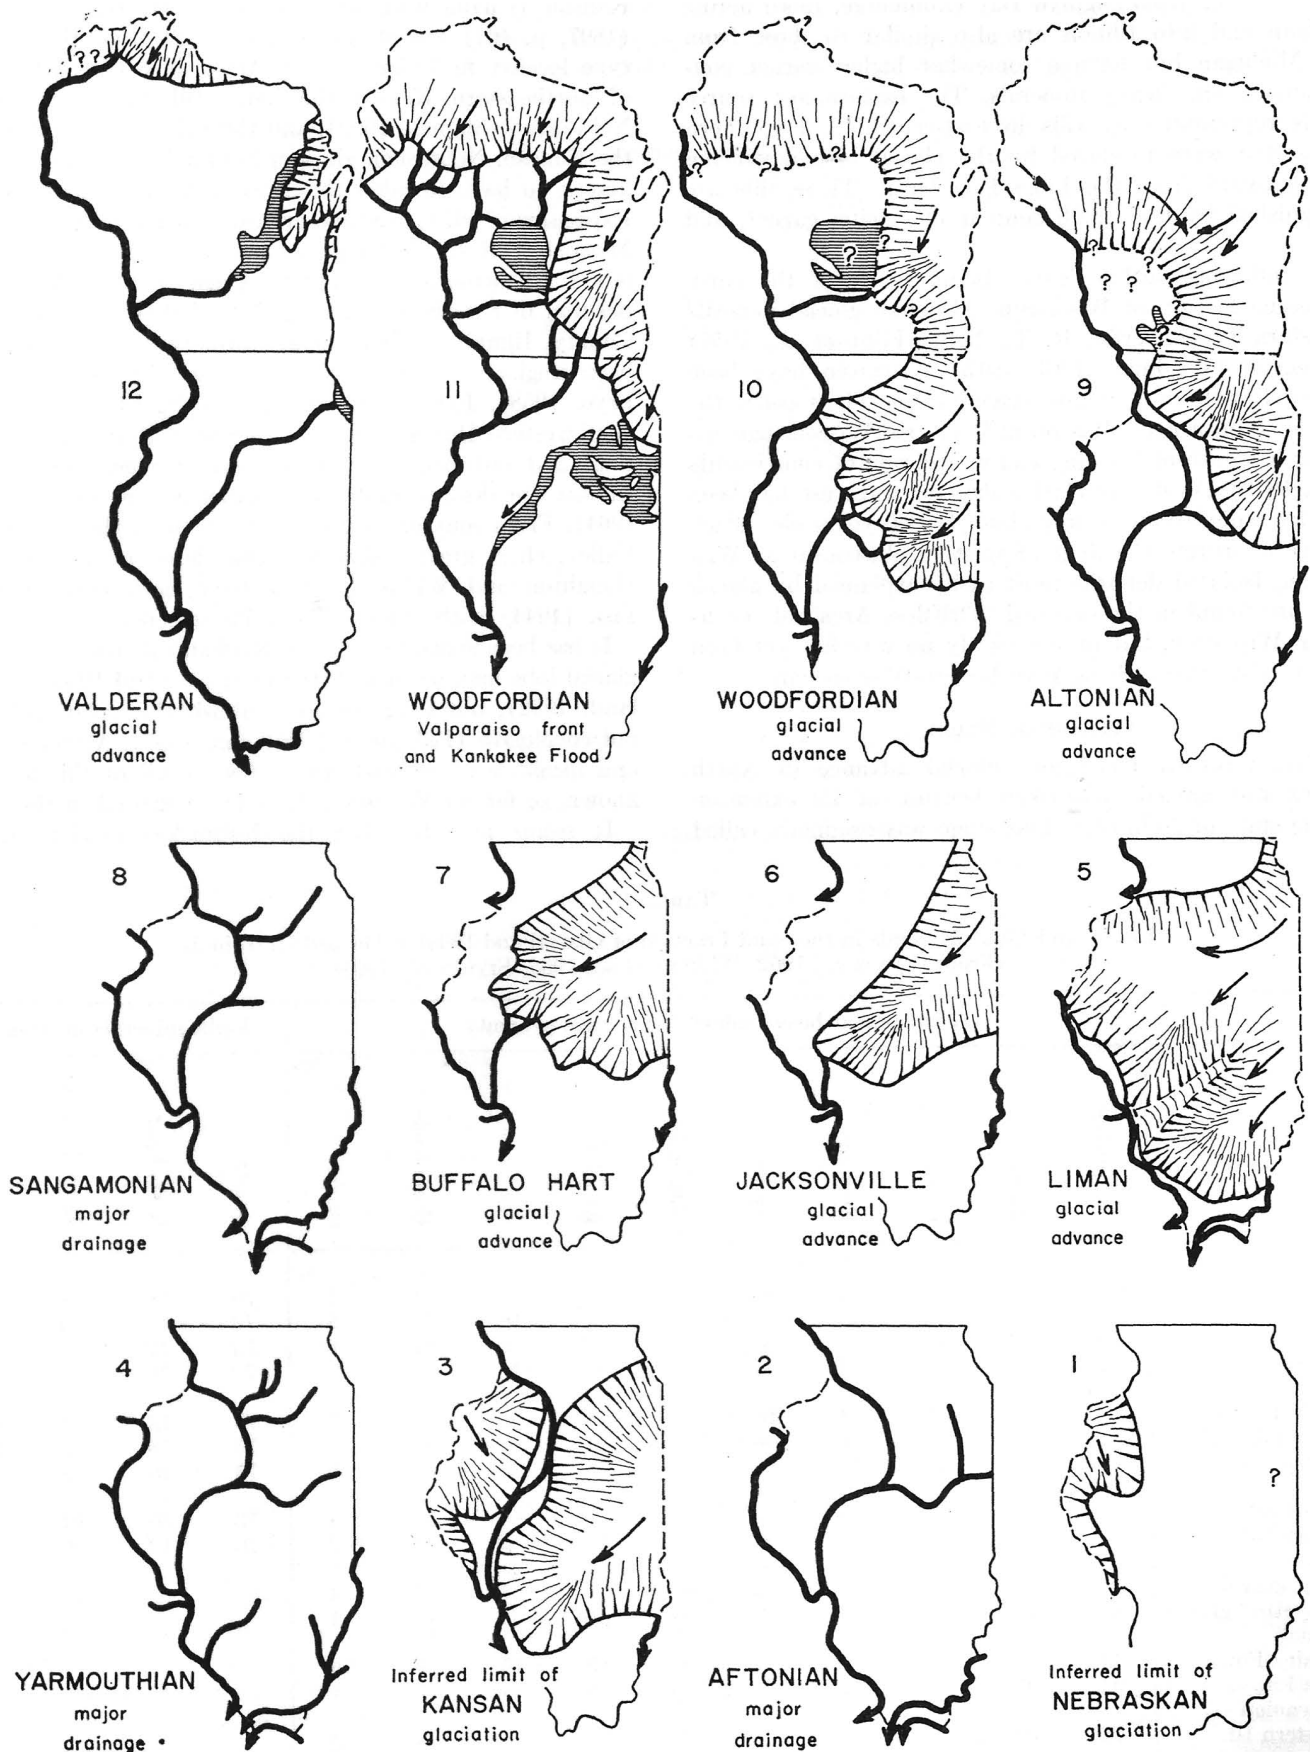 ? ?
12
VALDERAN
glacial
advance
11
WOODFORDIAN
Valparaiso front
and Kankakee Flood
?
?
?
?
?
?
10
WOODFORDIAN
glacial
advance
?
?
? ?
?
?
9
ALTONIAN
glacial
advance
8
SANGAMONIAN
major
drainage
7
BUFFALO HART
glacial
advance
6
JACKSONVILLE
glacial
advance
5
LIMAN
glacial
advance
4
YARMOUTHIAN
major
drainage
3
Inferred limit of
KANSAN
glaciation
2
AFTONIAN
major
drainage
1
?
Inferred limit of
NEBRASKAN
glaciation